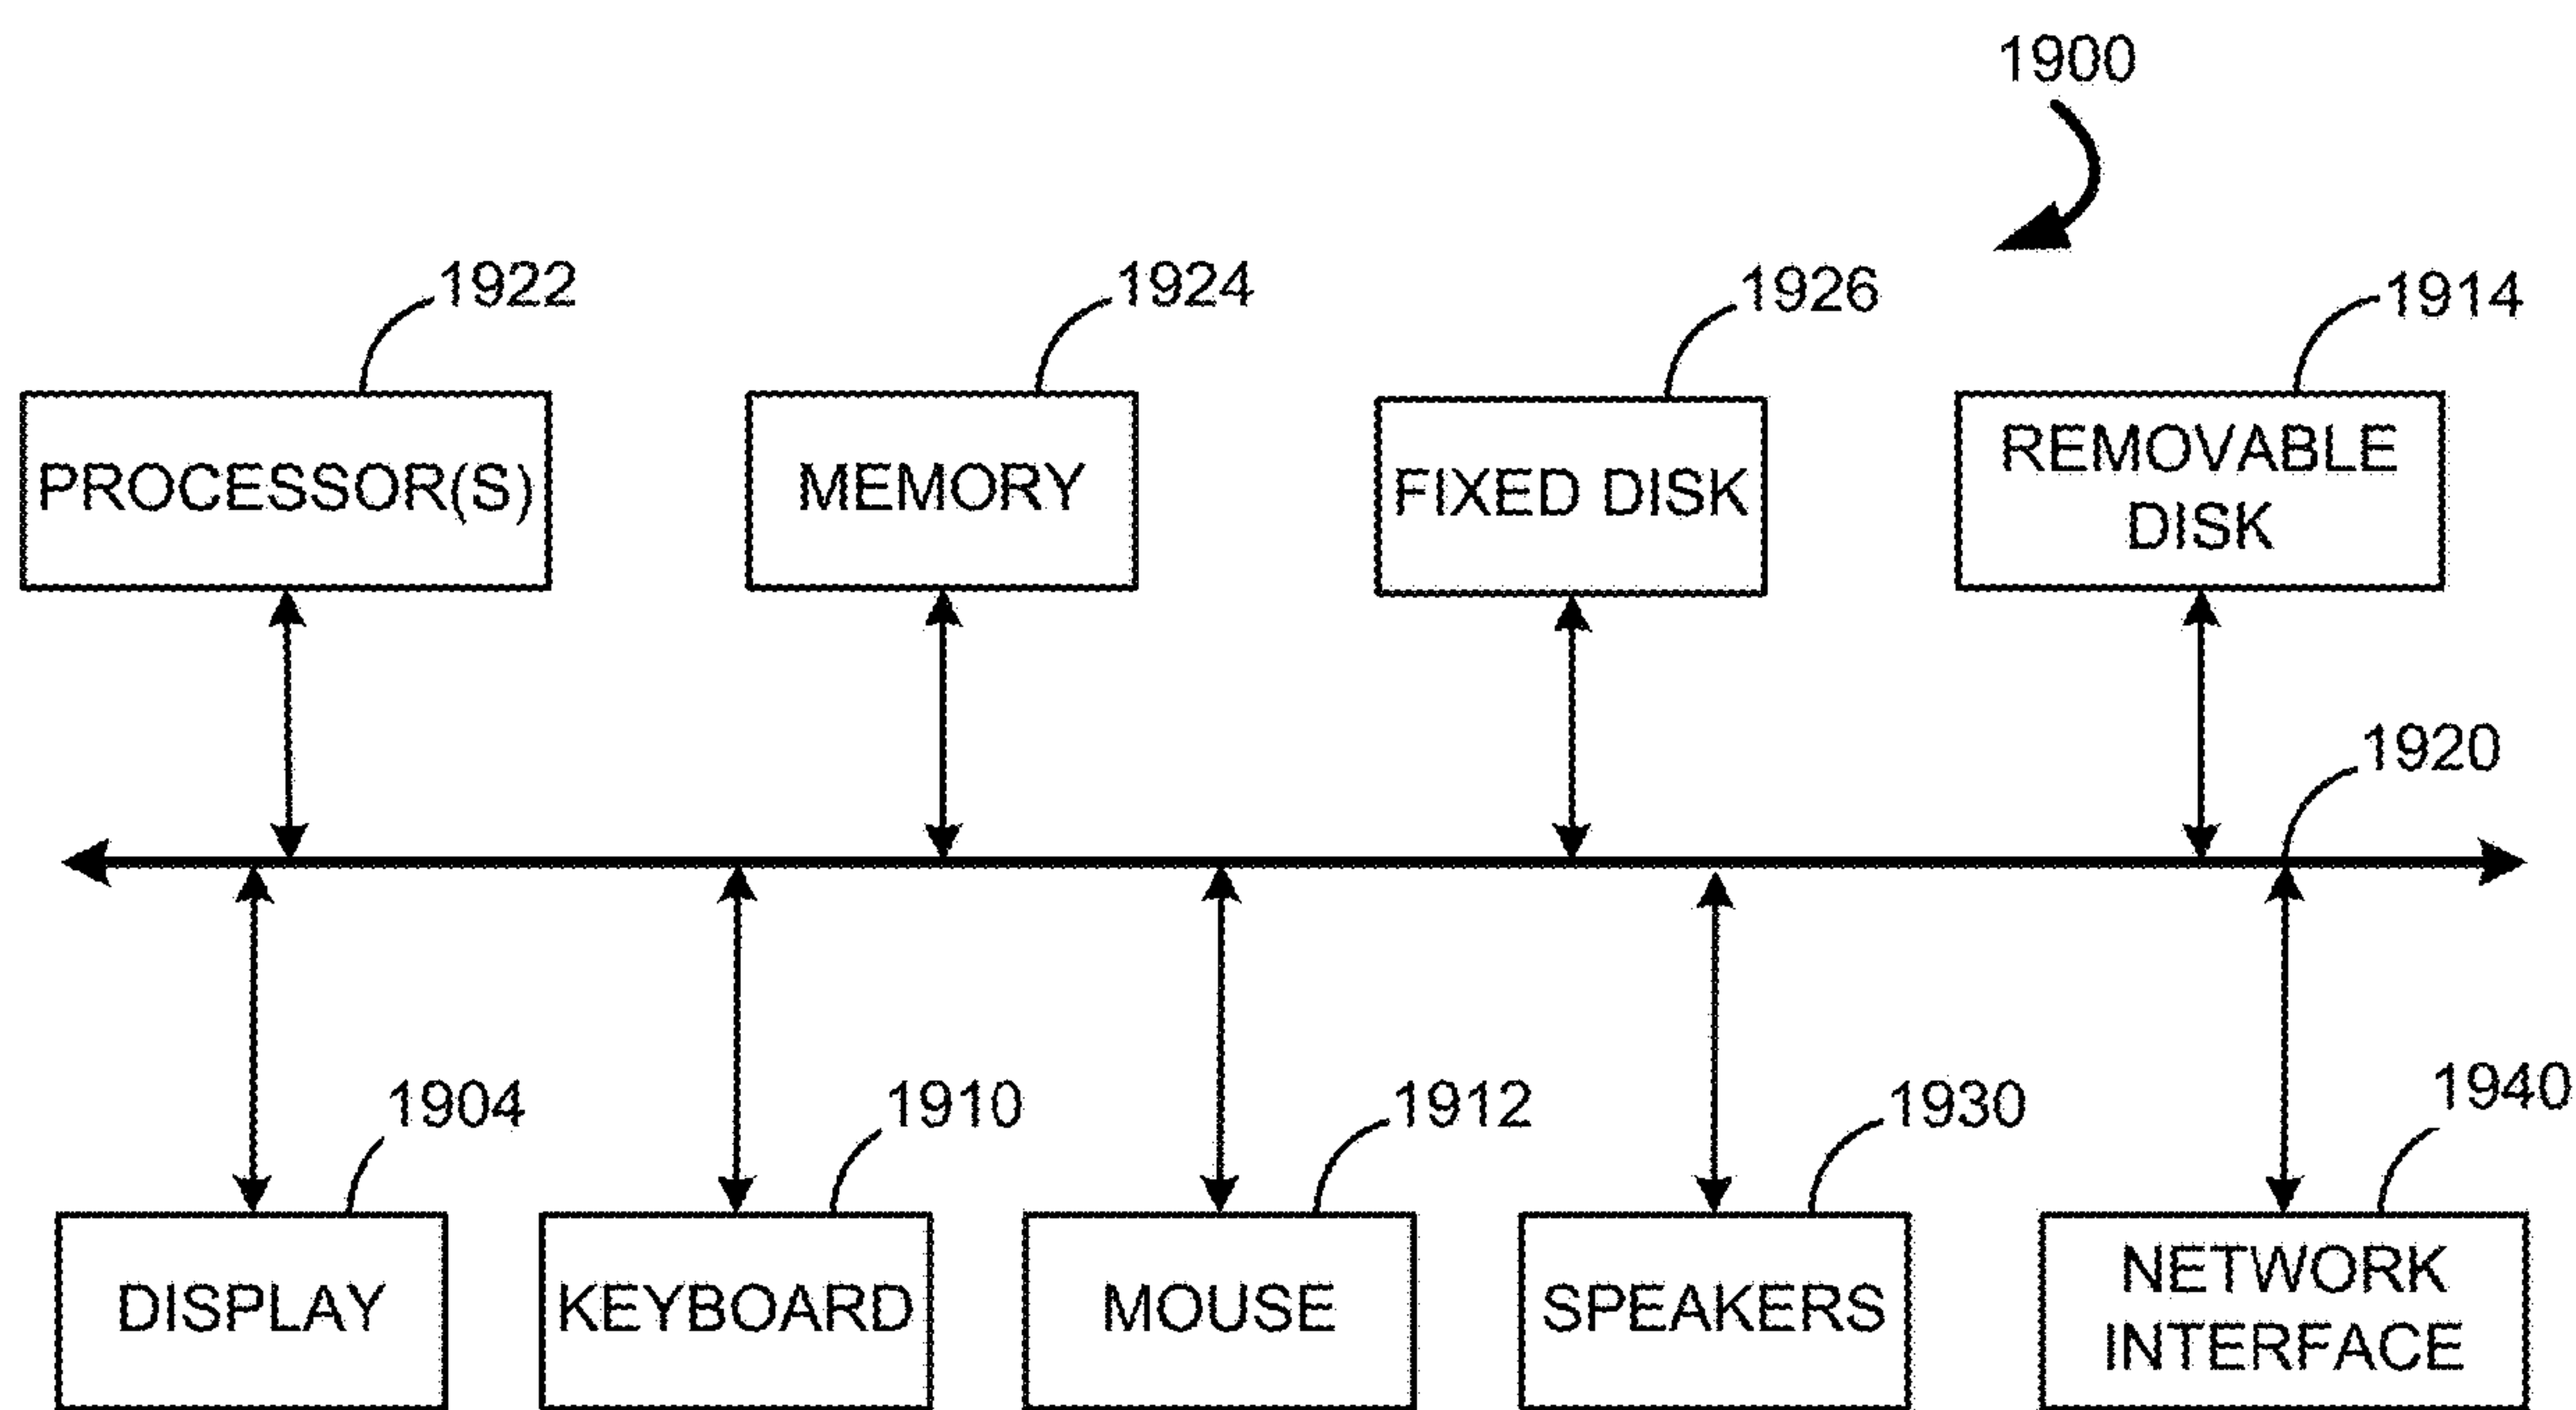 1900
1922
1924
1926
1914
PROCESSOR(S)
MEMORY
FIXED DISK
REMOVABLE
DISK
1920
1904
1910
1912
1930
1940
DISPLAY
KEYBOARD
MOUSE
SPEAKERS
NETWORK
INTERFACE